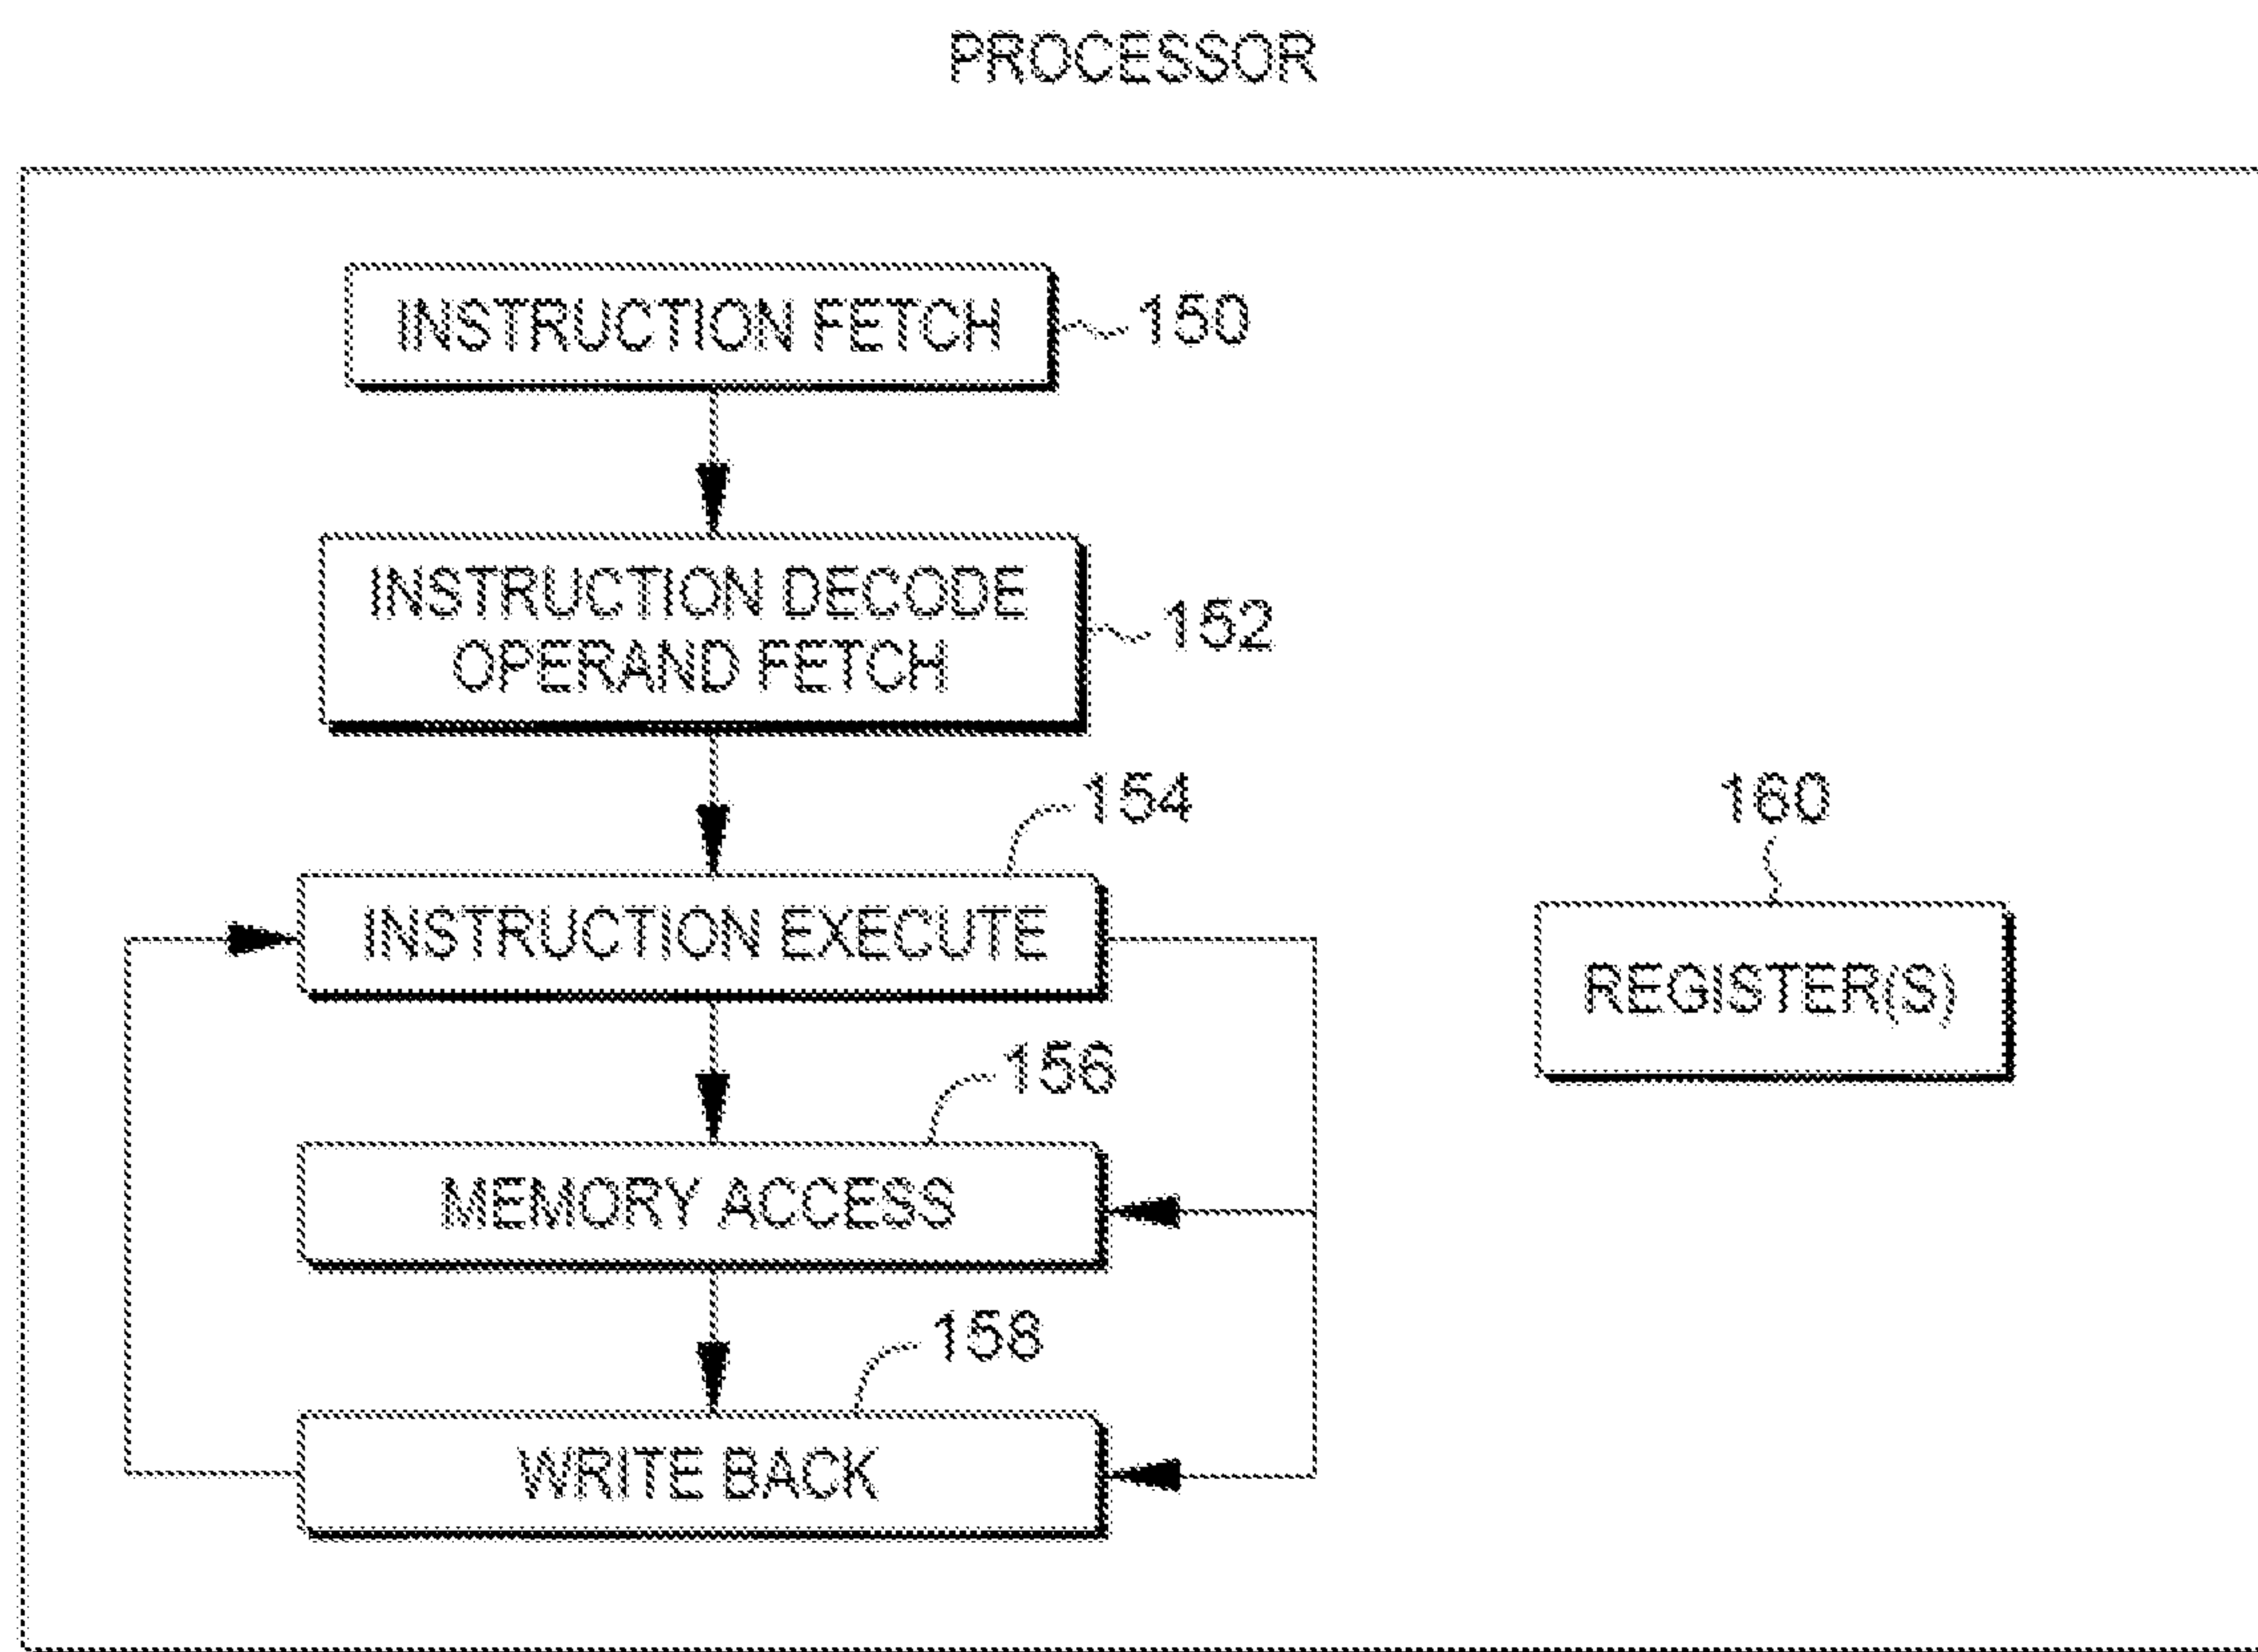 PROCESSOR
INSTRUCTION FETCH
150
INSTRUCTION DECODE
OPERAND FETCH
152
154
INSTRUCTION EXECUTE
160
REGISTER(S)
156
MEMORY ACCESS
158
WRITE BACK